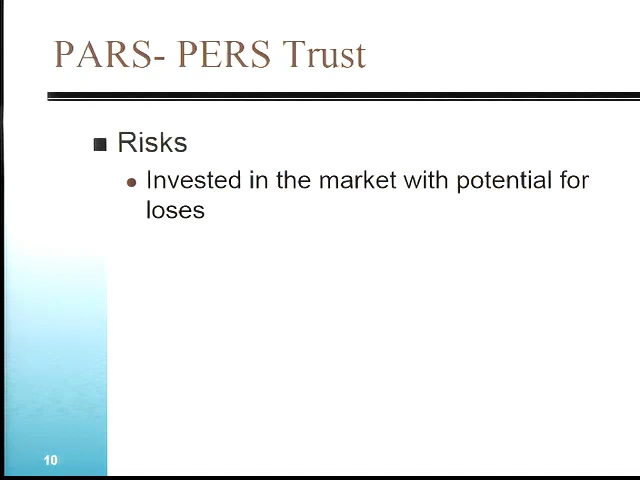 PARS- PERS Trust
Risks
Invested in the market with potential for
loses
10